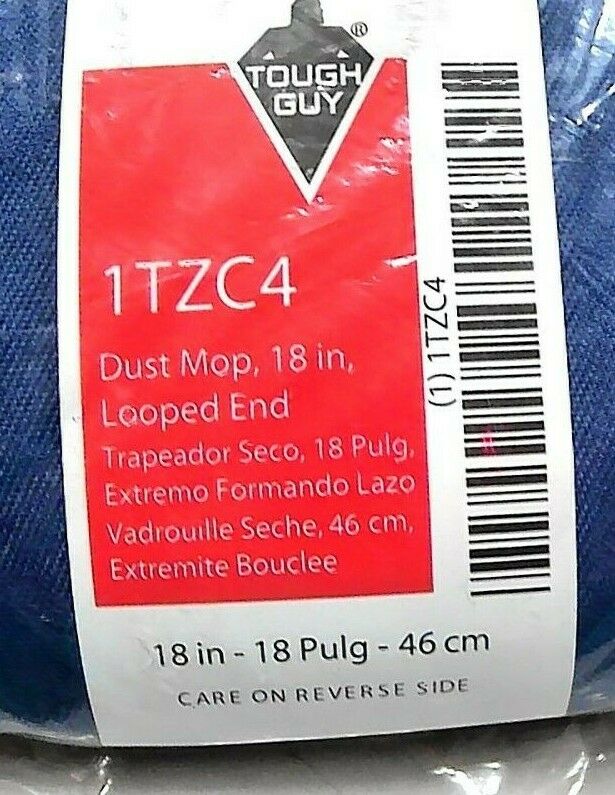 ®
TOUGH
GUY
1TZC4
Dust Mop, 18 in,
Looped End
Trapeador Seco, 18 Pulg,
Extremo Formando Lazo
Vadrouille Seche, 46 cm,
Extremite Bouclee
(1) 1TZC4
18 in - 18 Pulg - 46 cm
CARE ON REVERSE SIDE